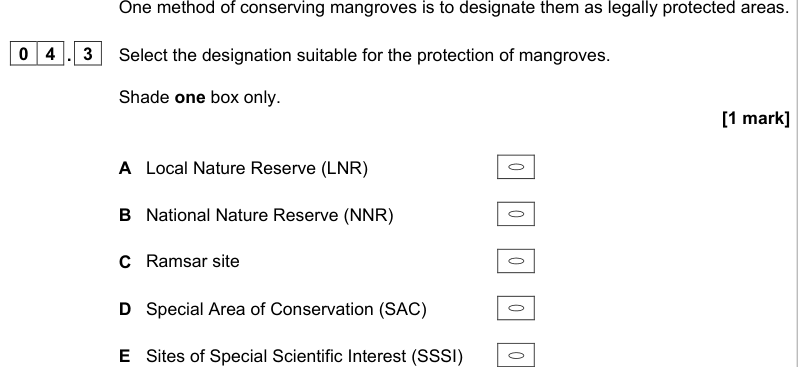 One method of conserving mangroves is to designate them as legally protected areas.
0 4 . 3 Select the designation suitable for the protection of mangroves.
Shade one box only.
[1 mark]
A Local Nature Reserve (LNR)
B National Nature Reserve (NNR)
C Ramsar site
D Special Area of Conservation (SAC)
E Sites of Special Scientific Interest (SSSI)